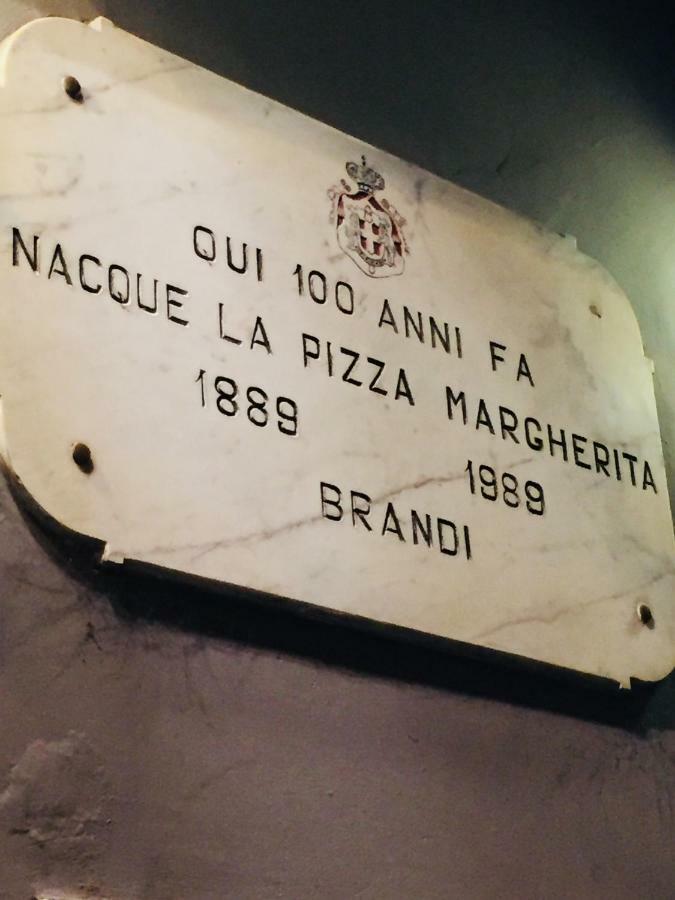 QUI 100 ANNI FA
NACQUE LA PIZZA MARGHERITA
1889 1989
BRANDI